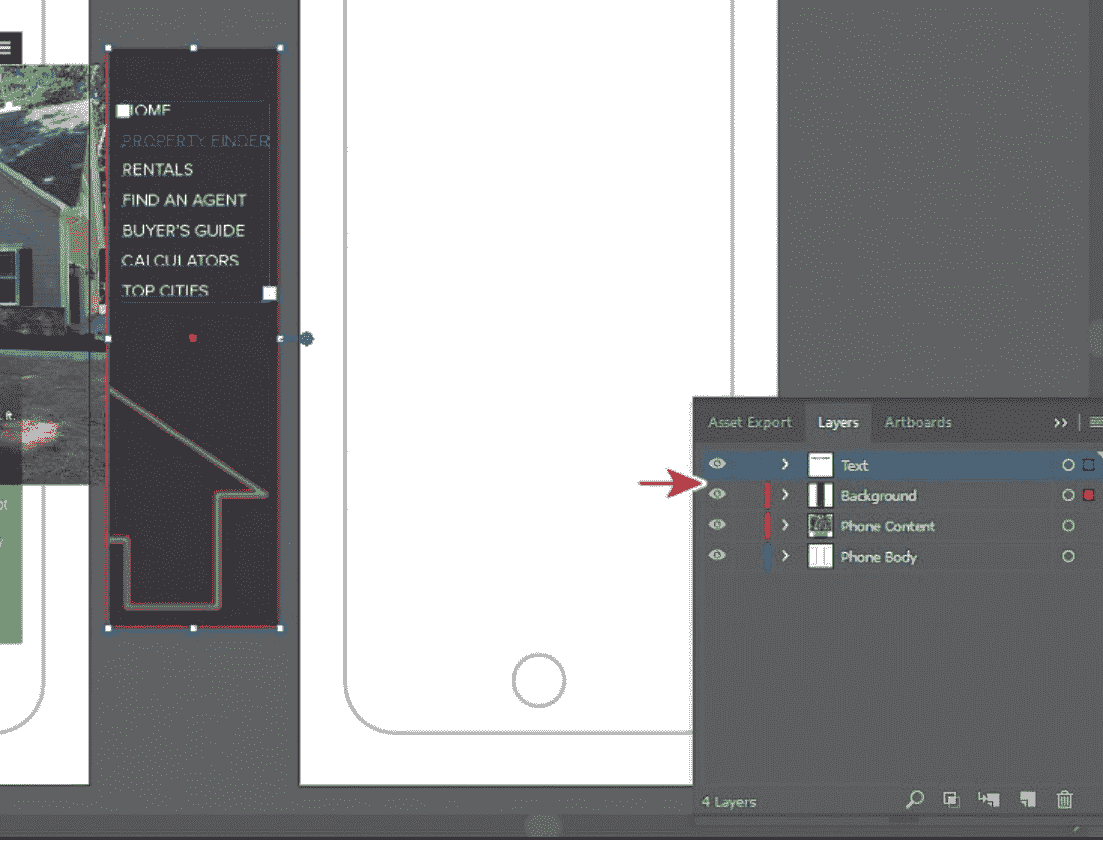 HOME
PROPERTY FINDER
RENTALS
FIND AN AGENT
BUYER'S GUIDE
CALCULATORS
TOP CITIES
ft.
Asset Export Layers Artboards
Text
Background
Phone Content
Phone Body
4 Layers